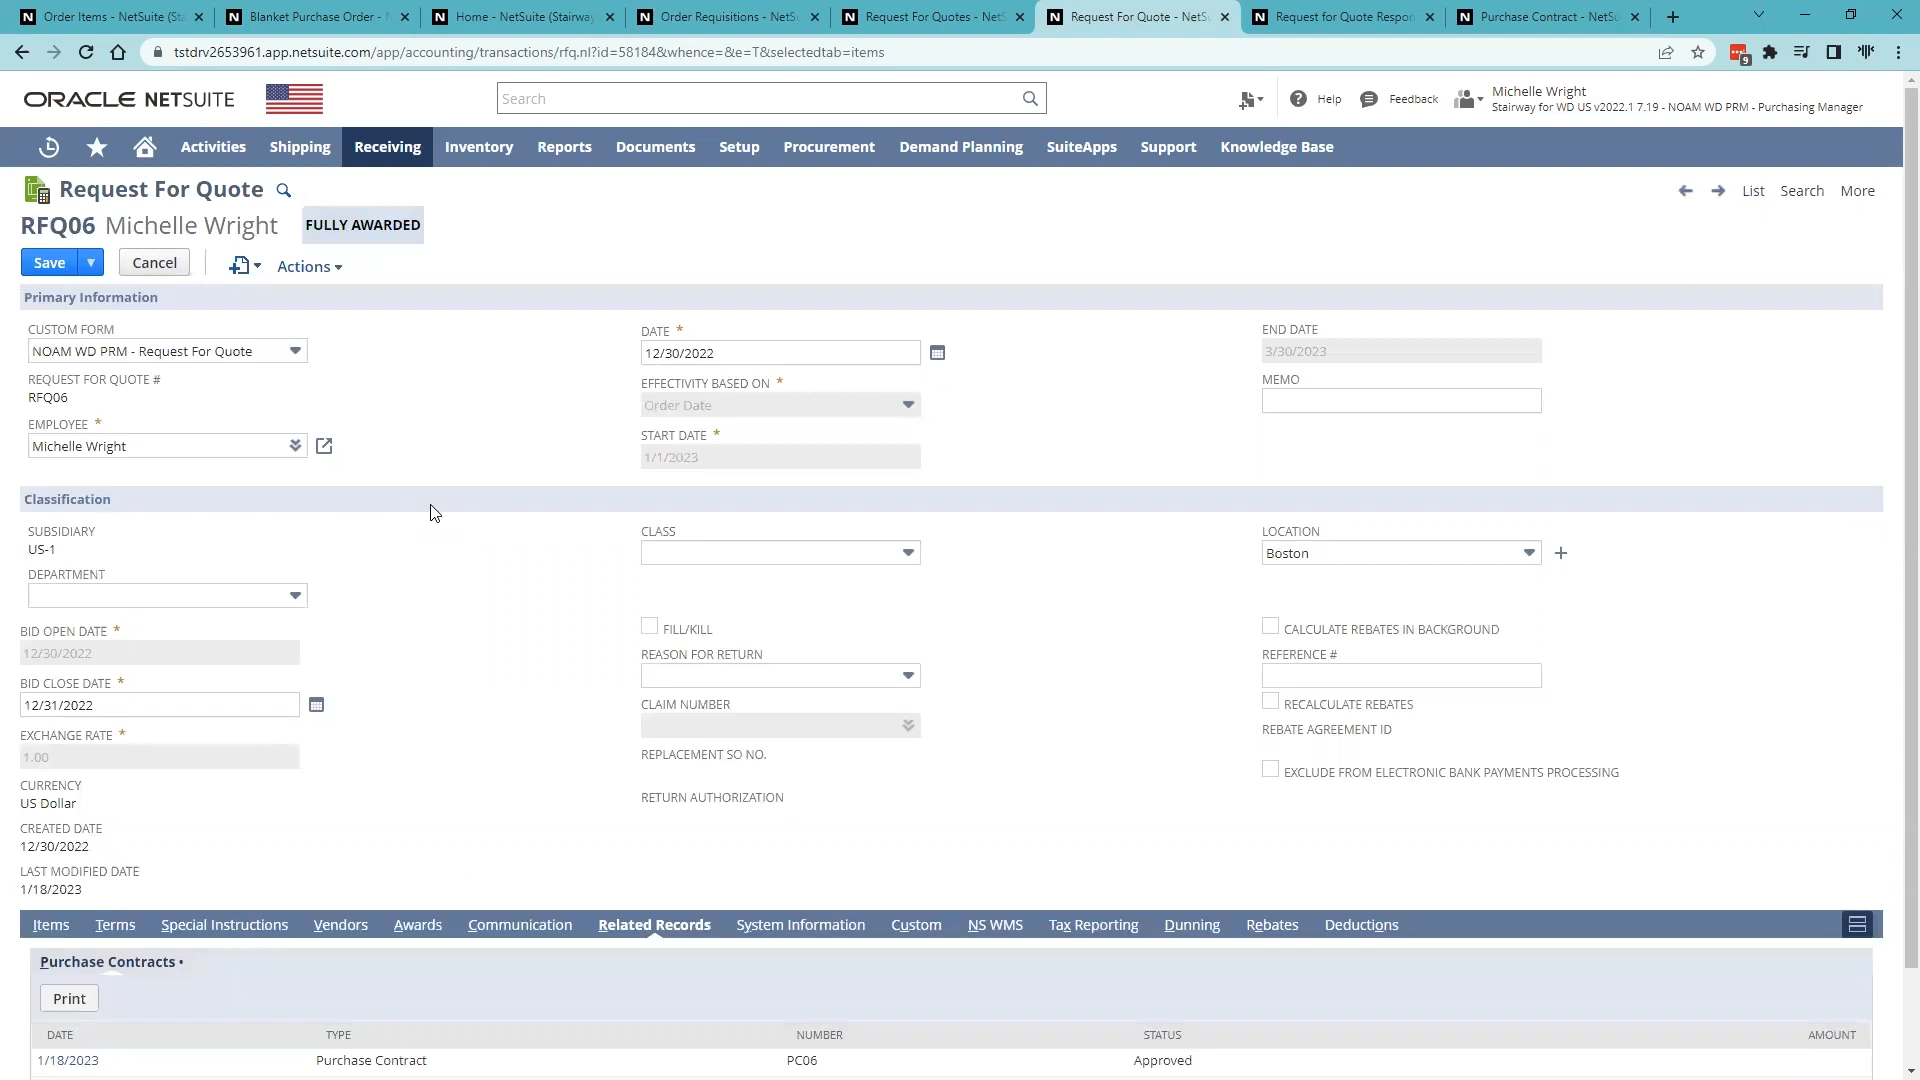 Order Items - NetSuite (Sta
Blanket Purchase Order -
Home - NetSuite (Stairway
Order Requisitions - NetS
Request For Quotes - NetS
Request For Quote - NetSu
Request for Quote Respon
Purchase Contract - NetSu
tstdrv2653961.app.netsuite.com/app/accounting/transactions/rfq.nl?id=58184&whence=&e=T&selectedtab=items
9
ORACLE NETSUITE
Search
Help
Feedback
Michelle Wright
Stairway for WD US v2022.1 7.19 - NOAM WD PRM - Purchasing Manager
Activities Shipping Receiving Inventory Reports Documents Setup Procurement Demand Planning SuiteApps Support Knowledge Base
Request For Quote
List Search More
RFQ06 Michelle Wright FULLY AWARDED
Save Cancel Actions
Primary Information
CUSTOM FORM
NOAM WD PRM - Request For Quote
REQUEST FOR QUOTE #
RFQ06
EMPLOYEE *
Michelle Wright
DATE *
12/30/2022
EFFECTIVITY BASED ON *
Order Date
START DATE *
1/1/2023
END DATE
3/30/2023
MEMO
Classification
SUBSIDIARY
US-1
DEPARTMENT
CLASS
LOCATION
Boston
BID OPEN DATE *
12/30/2022
BID CLOSE DATE *
12/31/2022
EXCHANGE RATE *
1.00
CURRENCY
US Dollar
CREATED DATE
12/30/2022
LAST MODIFIED DATE
1/18/2023
FILL/KILL
REASON FOR RETURN
CLAIM NUMBER
REPLACEMENT SO NO.
RETURN AUTHORIZATION
CALCULATE REBATES IN BACKGROUND
REFERENCE #
RECALCULATE REBATES
REBATE AGREEMENT ID
EXCLUDE FROM ELECTRONIC BANK PAYMENTS PROCESSING
Items Terms Special Instructions Vendors Awards Communication Related Records System Information Custom NS WMS Tax Reporting Dunning Rebates Deductions
Purchase Contracts •
Print
DATE TYPE NUMBER STATUS AMOUNT
1/18/2023 Purchase Contract PC06 Approved